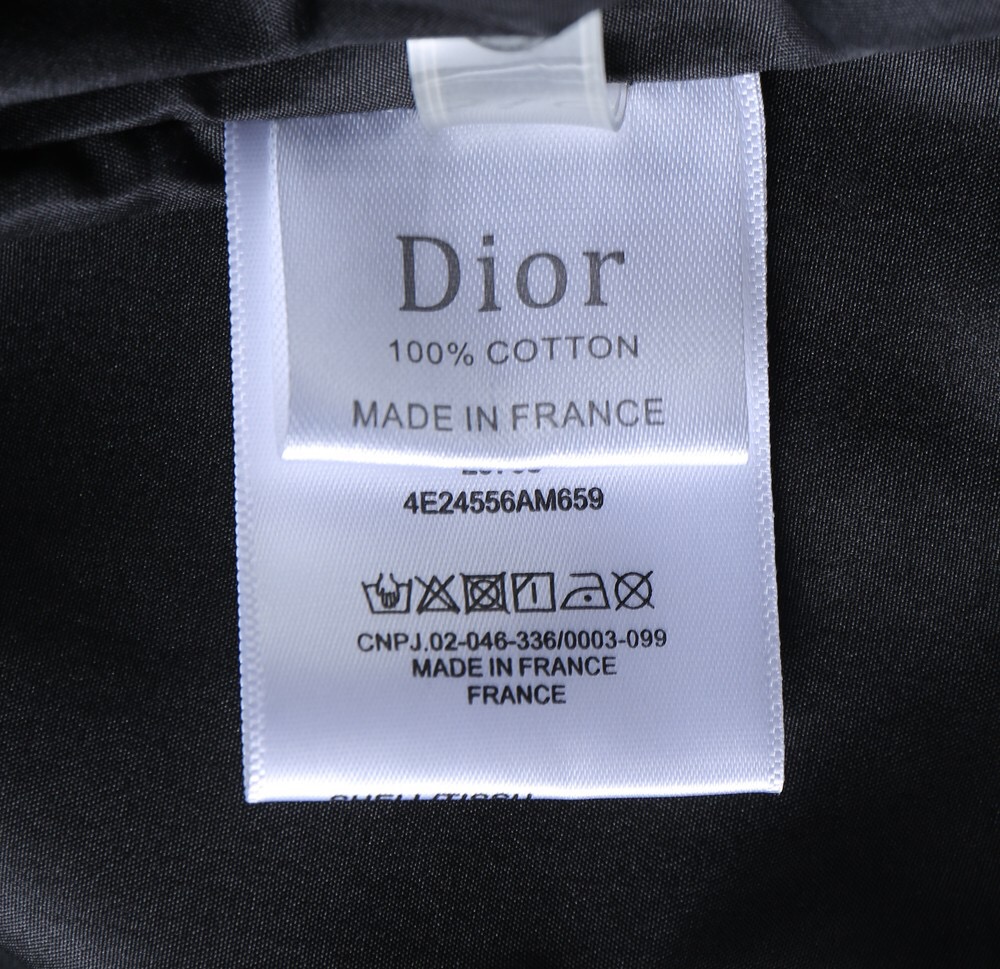 Dior
100% COTTON
MADE IN FRANCE
4E24556AM659
CNPJ.02-046-336/0003-099
MADE IN FRANCE
FRANCE